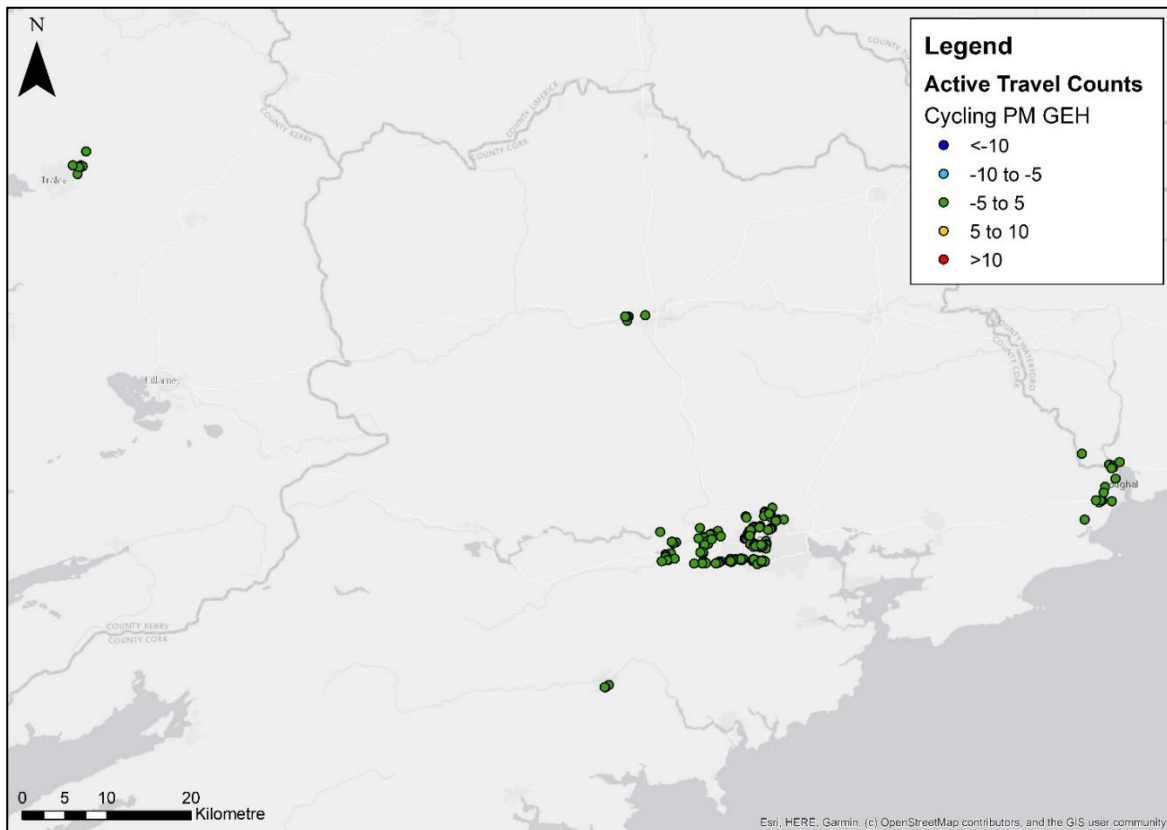 N
Legend
Active Travel Counts
Cycling PM GEH
<-10
-10 to -5
-5 to 5
5 to 10
>10
COUNTY LIMERICK
COUNTY CORK
COUNTY KERRY
Tralee
COUNTY WATERFORD
COUNTY CORK
Killarney
COUNTY KERRY
COUNTY CORK
0 5 10 20
Kilometre
Esri, HERE, Garmin, (c) OpenStreetMap contributors, and the GIS user community